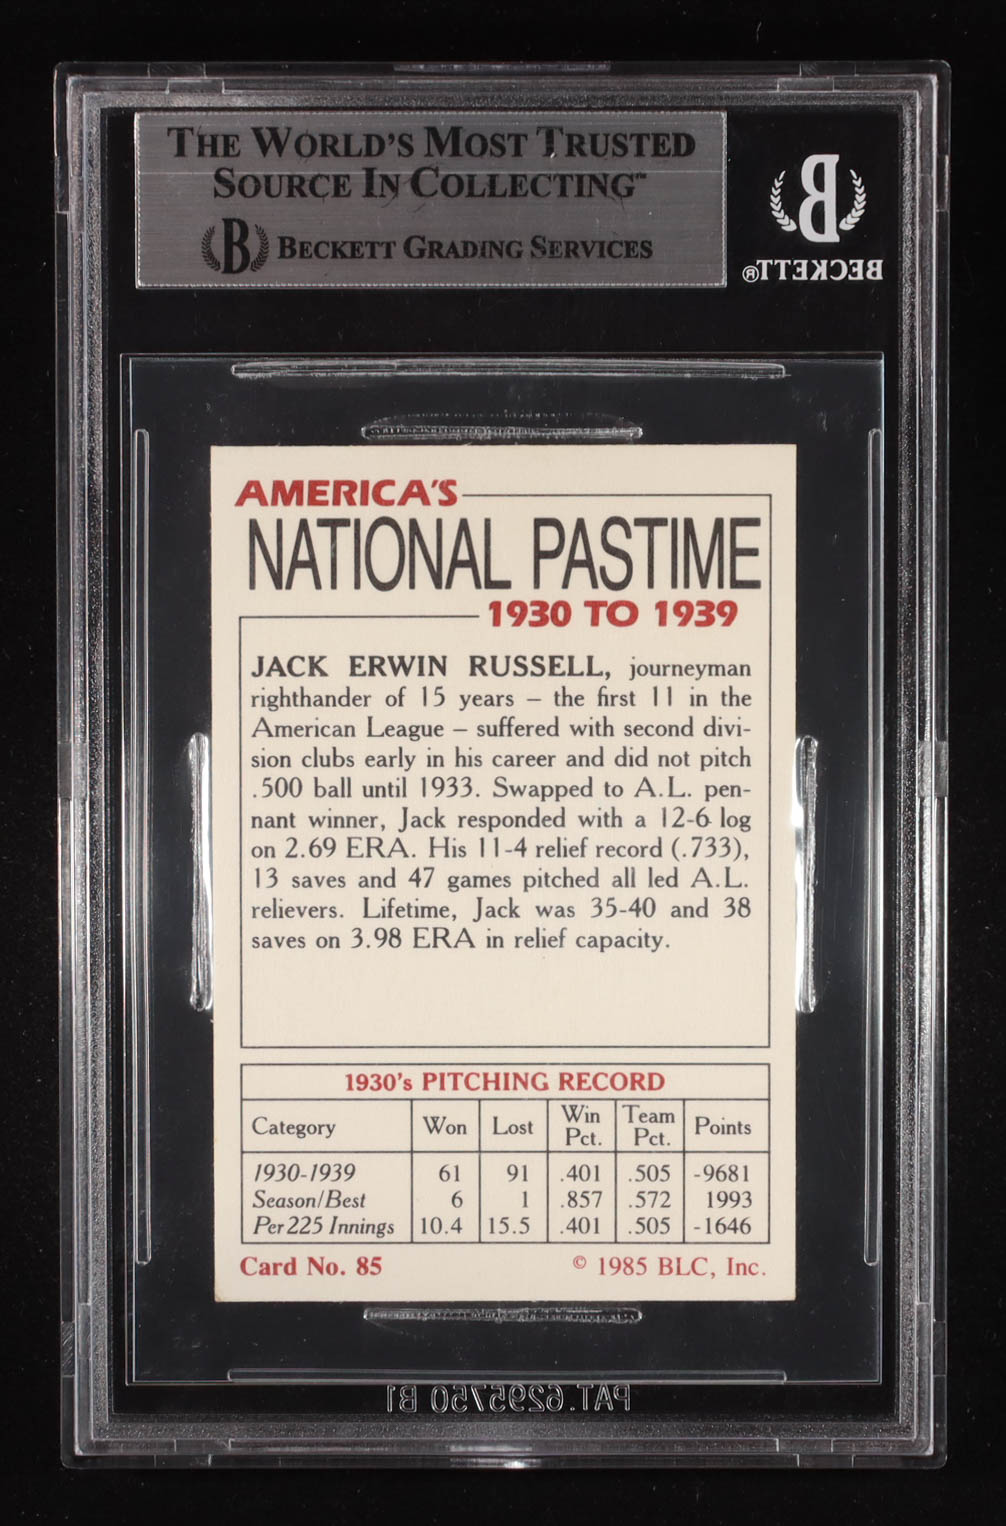 THE WORLD'S MOST TRUSTED
SOURCE IN COLLECTING™
B BECKETT GRADING SERVICES
B
BECKETT®
AMERICA'S
NATIONAL PASTIME
1930 TO 1939
JACK ERWIN RUSSELL, journeyman
righthander of 15 years – the first 11 in the
American League – suffered with second divi-
sion clubs early in his career and did not pitch
.500 ball until 1933. Swapped to A.L. pen-
nant winner, Jack responded with a 12-6 log
on 2.69 ERA. His 11-4 relief record (.733),
13 saves and 47 games pitched all led A.L.
relievers. Lifetime, Jack was 35-40 and 38
saves on 3.98 ERA in relief capacity.
1930's PITCHING RECORD
Category Won Lost Win Pct. Team Pct. Points
1930-1939 61 91 .401 .505 -9681
Season/Best 6 1 .857 .572 1993
Per 225 Innings 10.4 15.5 .401 .505 -1646
Card No. 85 © 1985 BLC, Inc.
PAT. 6295750 B1